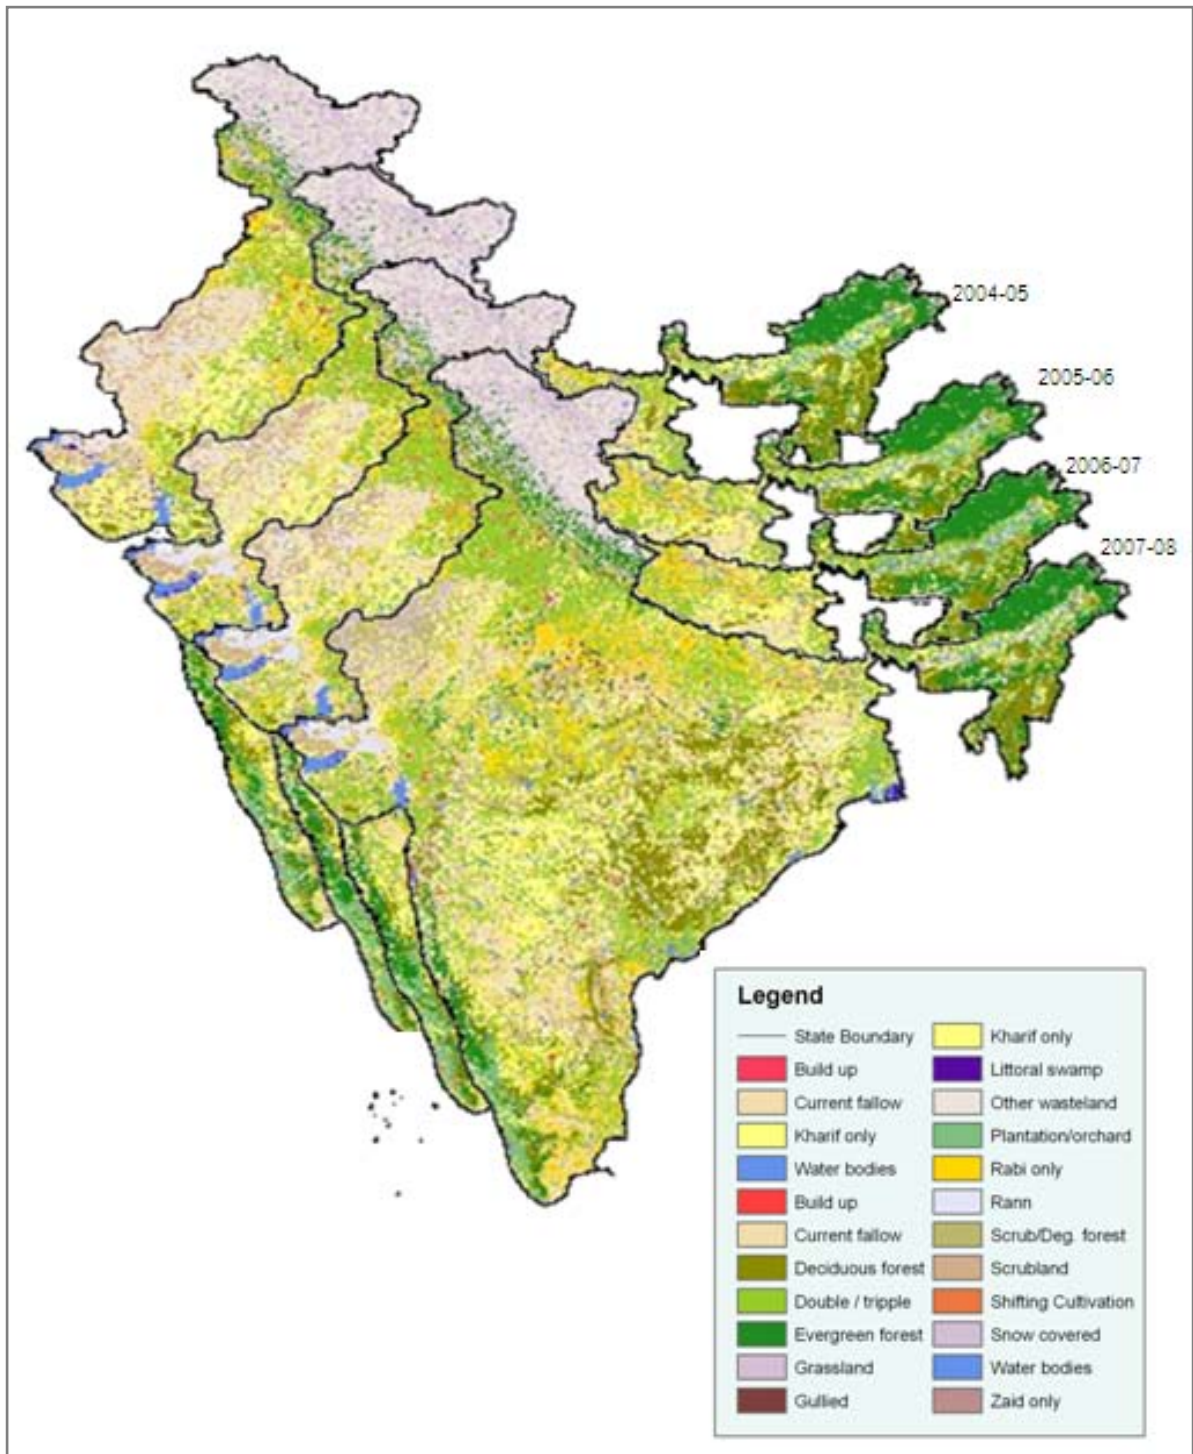 2004-05
2005-06
2006-07
2007-08
Legend
State Boundary
Build up
Current fallow
Kharif only
Water bodies
Build up
Current fallow
Deciduous forest
Double / tripple
Evergreen forest
Grassland
Gullied
Kharif only
Littoral swamp
Other wasteland
Plantation/orchard
Rabi only
Rann
Scrub/Deg. forest
Scrubland
Shifting Cultivation
Snow covered
Water bodies
Zaid only